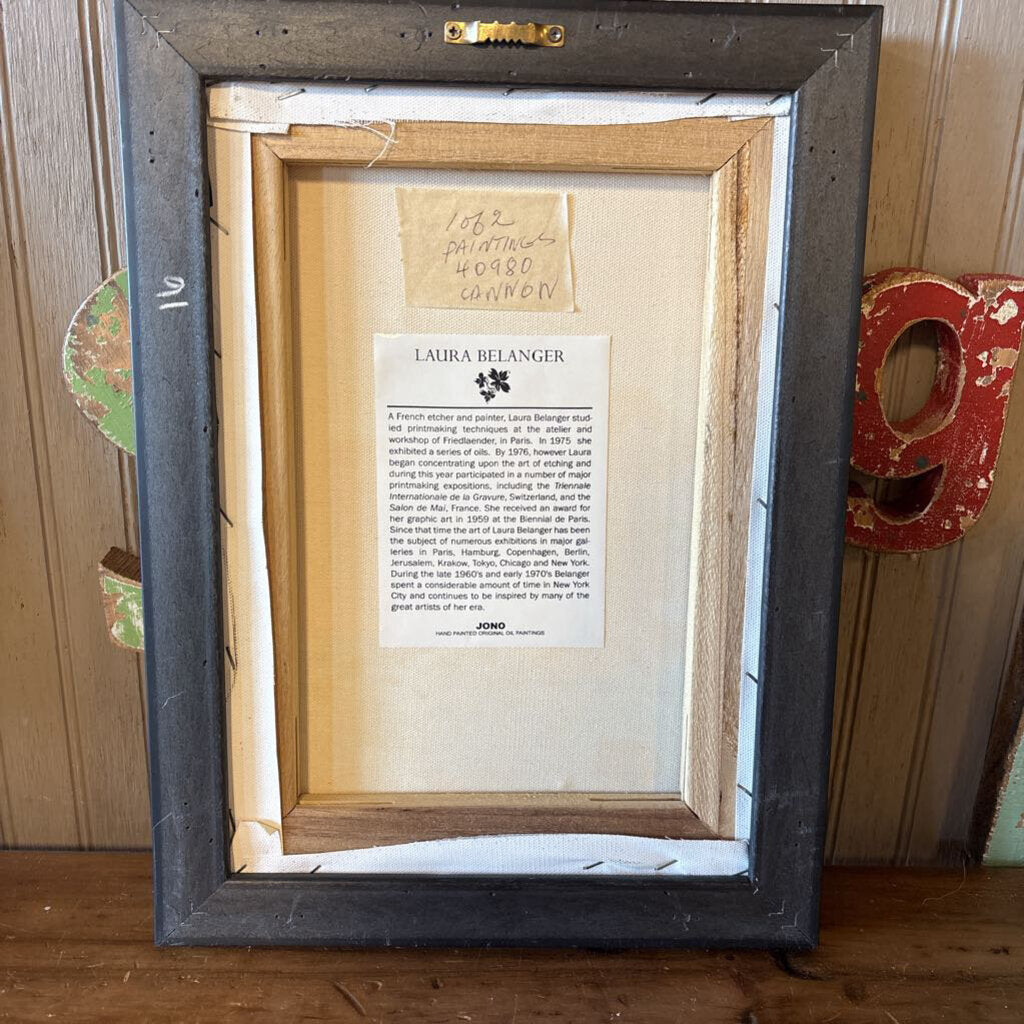 1 of 2
PAINTINGS
40980
CANNON
LAURA BELANGER
A French etcher and painter, Laura Belanger stud-
ied printmaking techniques at the atelier and
workshop of Friedlaender, in Paris. In 1975 she
exhibited a series of oils. By 1976, however Laura
began concentrating upon the art of etching and
during this year participated in a number of major
printmaking expositions, including the Triennale
Internationale de la Gravure, Switzerland, and the
Salon de Mai, France. She received an award for
her graphic art in 1959 at the Biennial de Paris.
Since that time the art of Laura Belanger has been
the subject of numerous exhibitions in major gal-
leries in Paris, Hamburg, Copenhagen, Berlin,
Jerusalem, Krakow, Tokyo, Chicago and New York.
During the late 1960's and early 1970's Belanger
spent a considerable amount of time in New York
City and continues to be inspired by many of the
great artists of her era.
JONO
HAND PAINTED ORIGINAL OIL PAINTINGS
9